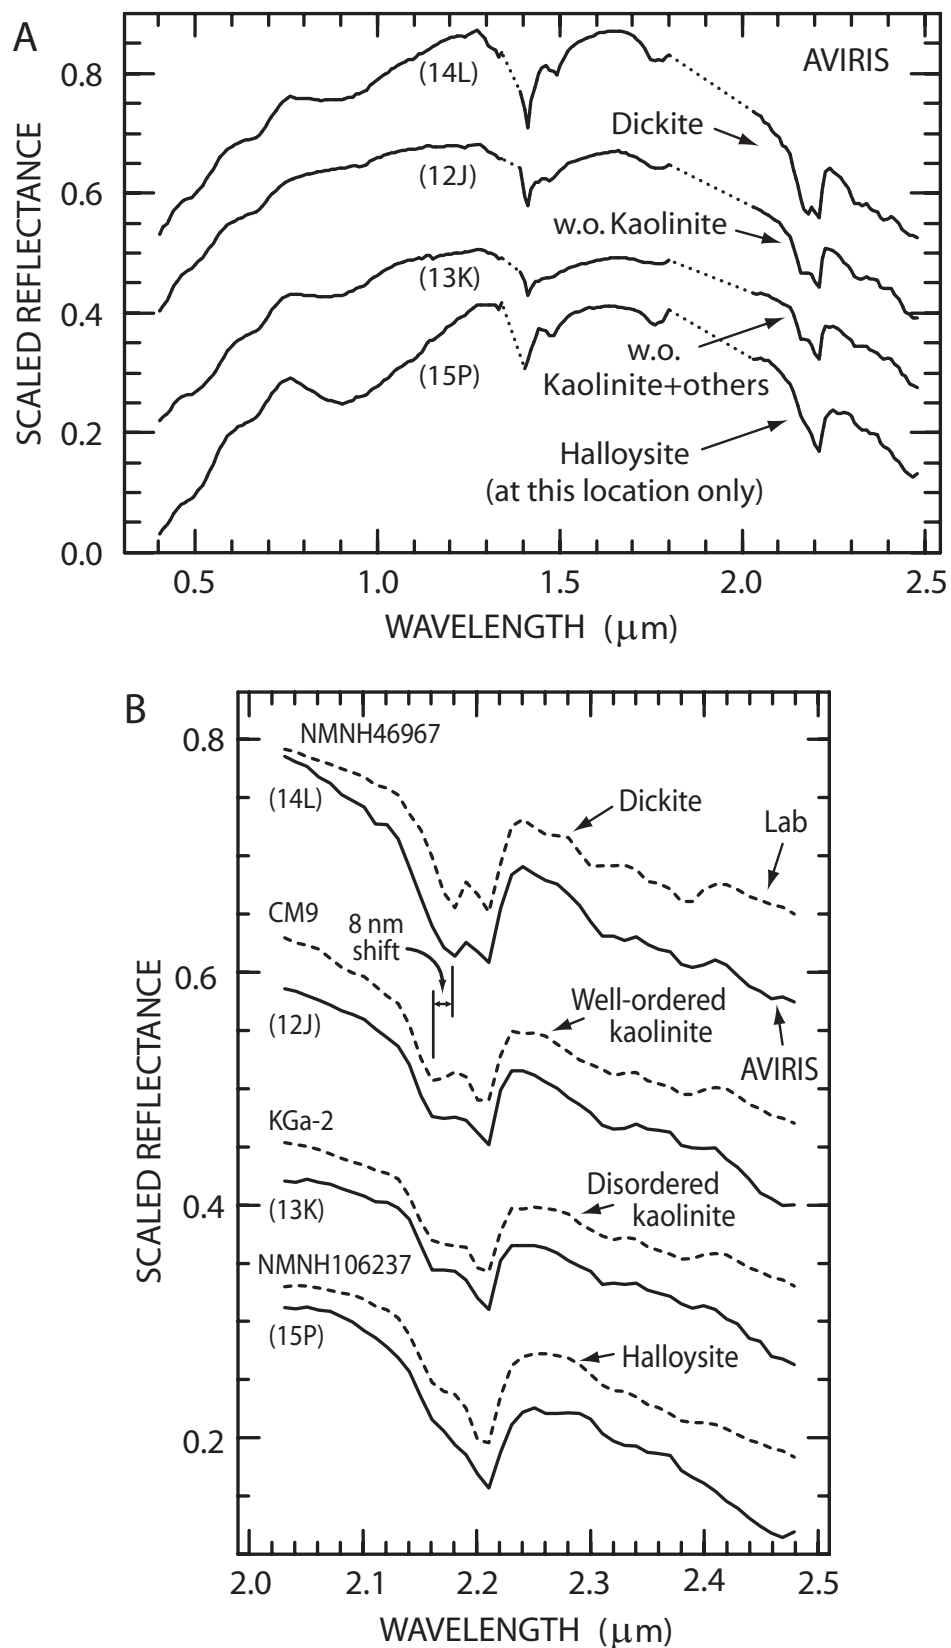 A
AVIRIS
(14L)
Dickite
(12J)
w.o. Kaolinite
(13K)
w.o.
Kaolinite+others
(15P)
Halloysite
(at this location only)
0.8
0.6
0.4
0.2
0.0
SCALED REFLECTANCE
0.5 1.0 1.5 2.0 2.5
WAVELENGTH (μm)
B
NMNH46967
(14L)
Dickite
Lab
CM9
8 nm
shift
(12J)
Well-ordered
kaolinite
AVIRIS
KGa-2
(13K)
Disordered
kaolinite
NMNH106237
(15P)
Halloysite
0.8
0.6
0.4
0.2
SCALED REFLECTANCE
2.0 2.1 2.2 2.3 2.4 2.5
WAVELENGTH (μm)